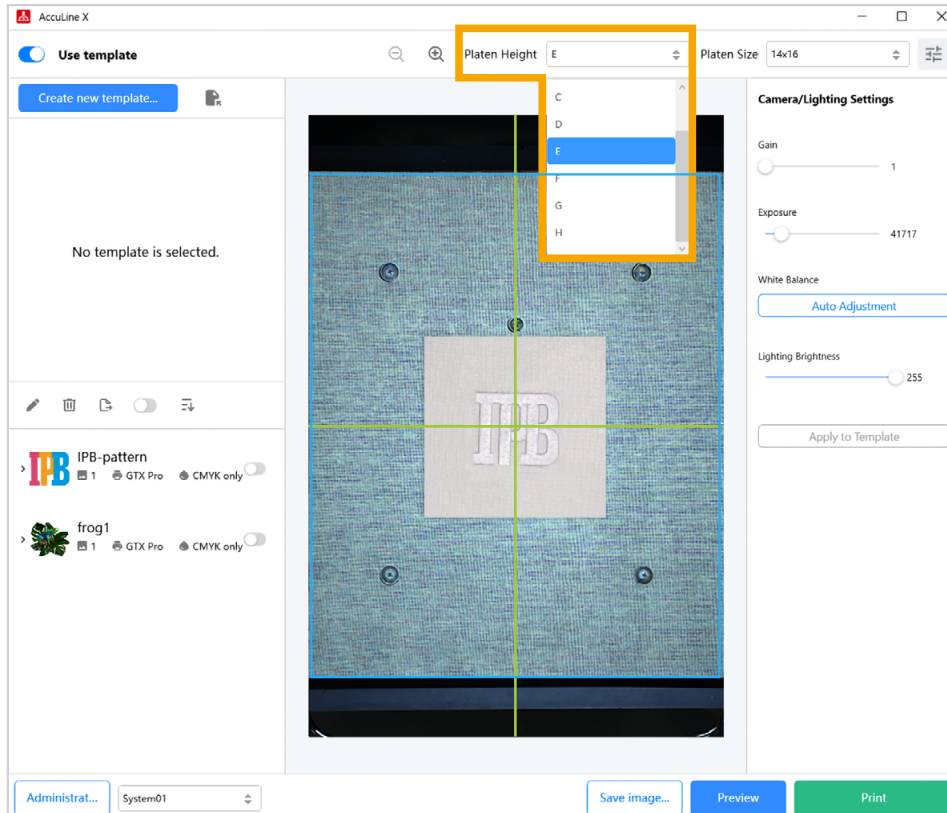 AccuLine X
Use template
Platen Height E
Platen Size 14x16
Create new template...
C
D
E
F
G
H
No template is selected.
Camera/Lighting Settings
Gain
1
Exposure
41717
White Balance
Auto Adjustment
Lighting Brightness
255
Apply to Template
IPB
IPB
IPB-pattern
1 GTX Pro CMYK only
frog1
1 GTX Pro CMYK only
Administrat...
System01
Save image...
Preview
Print